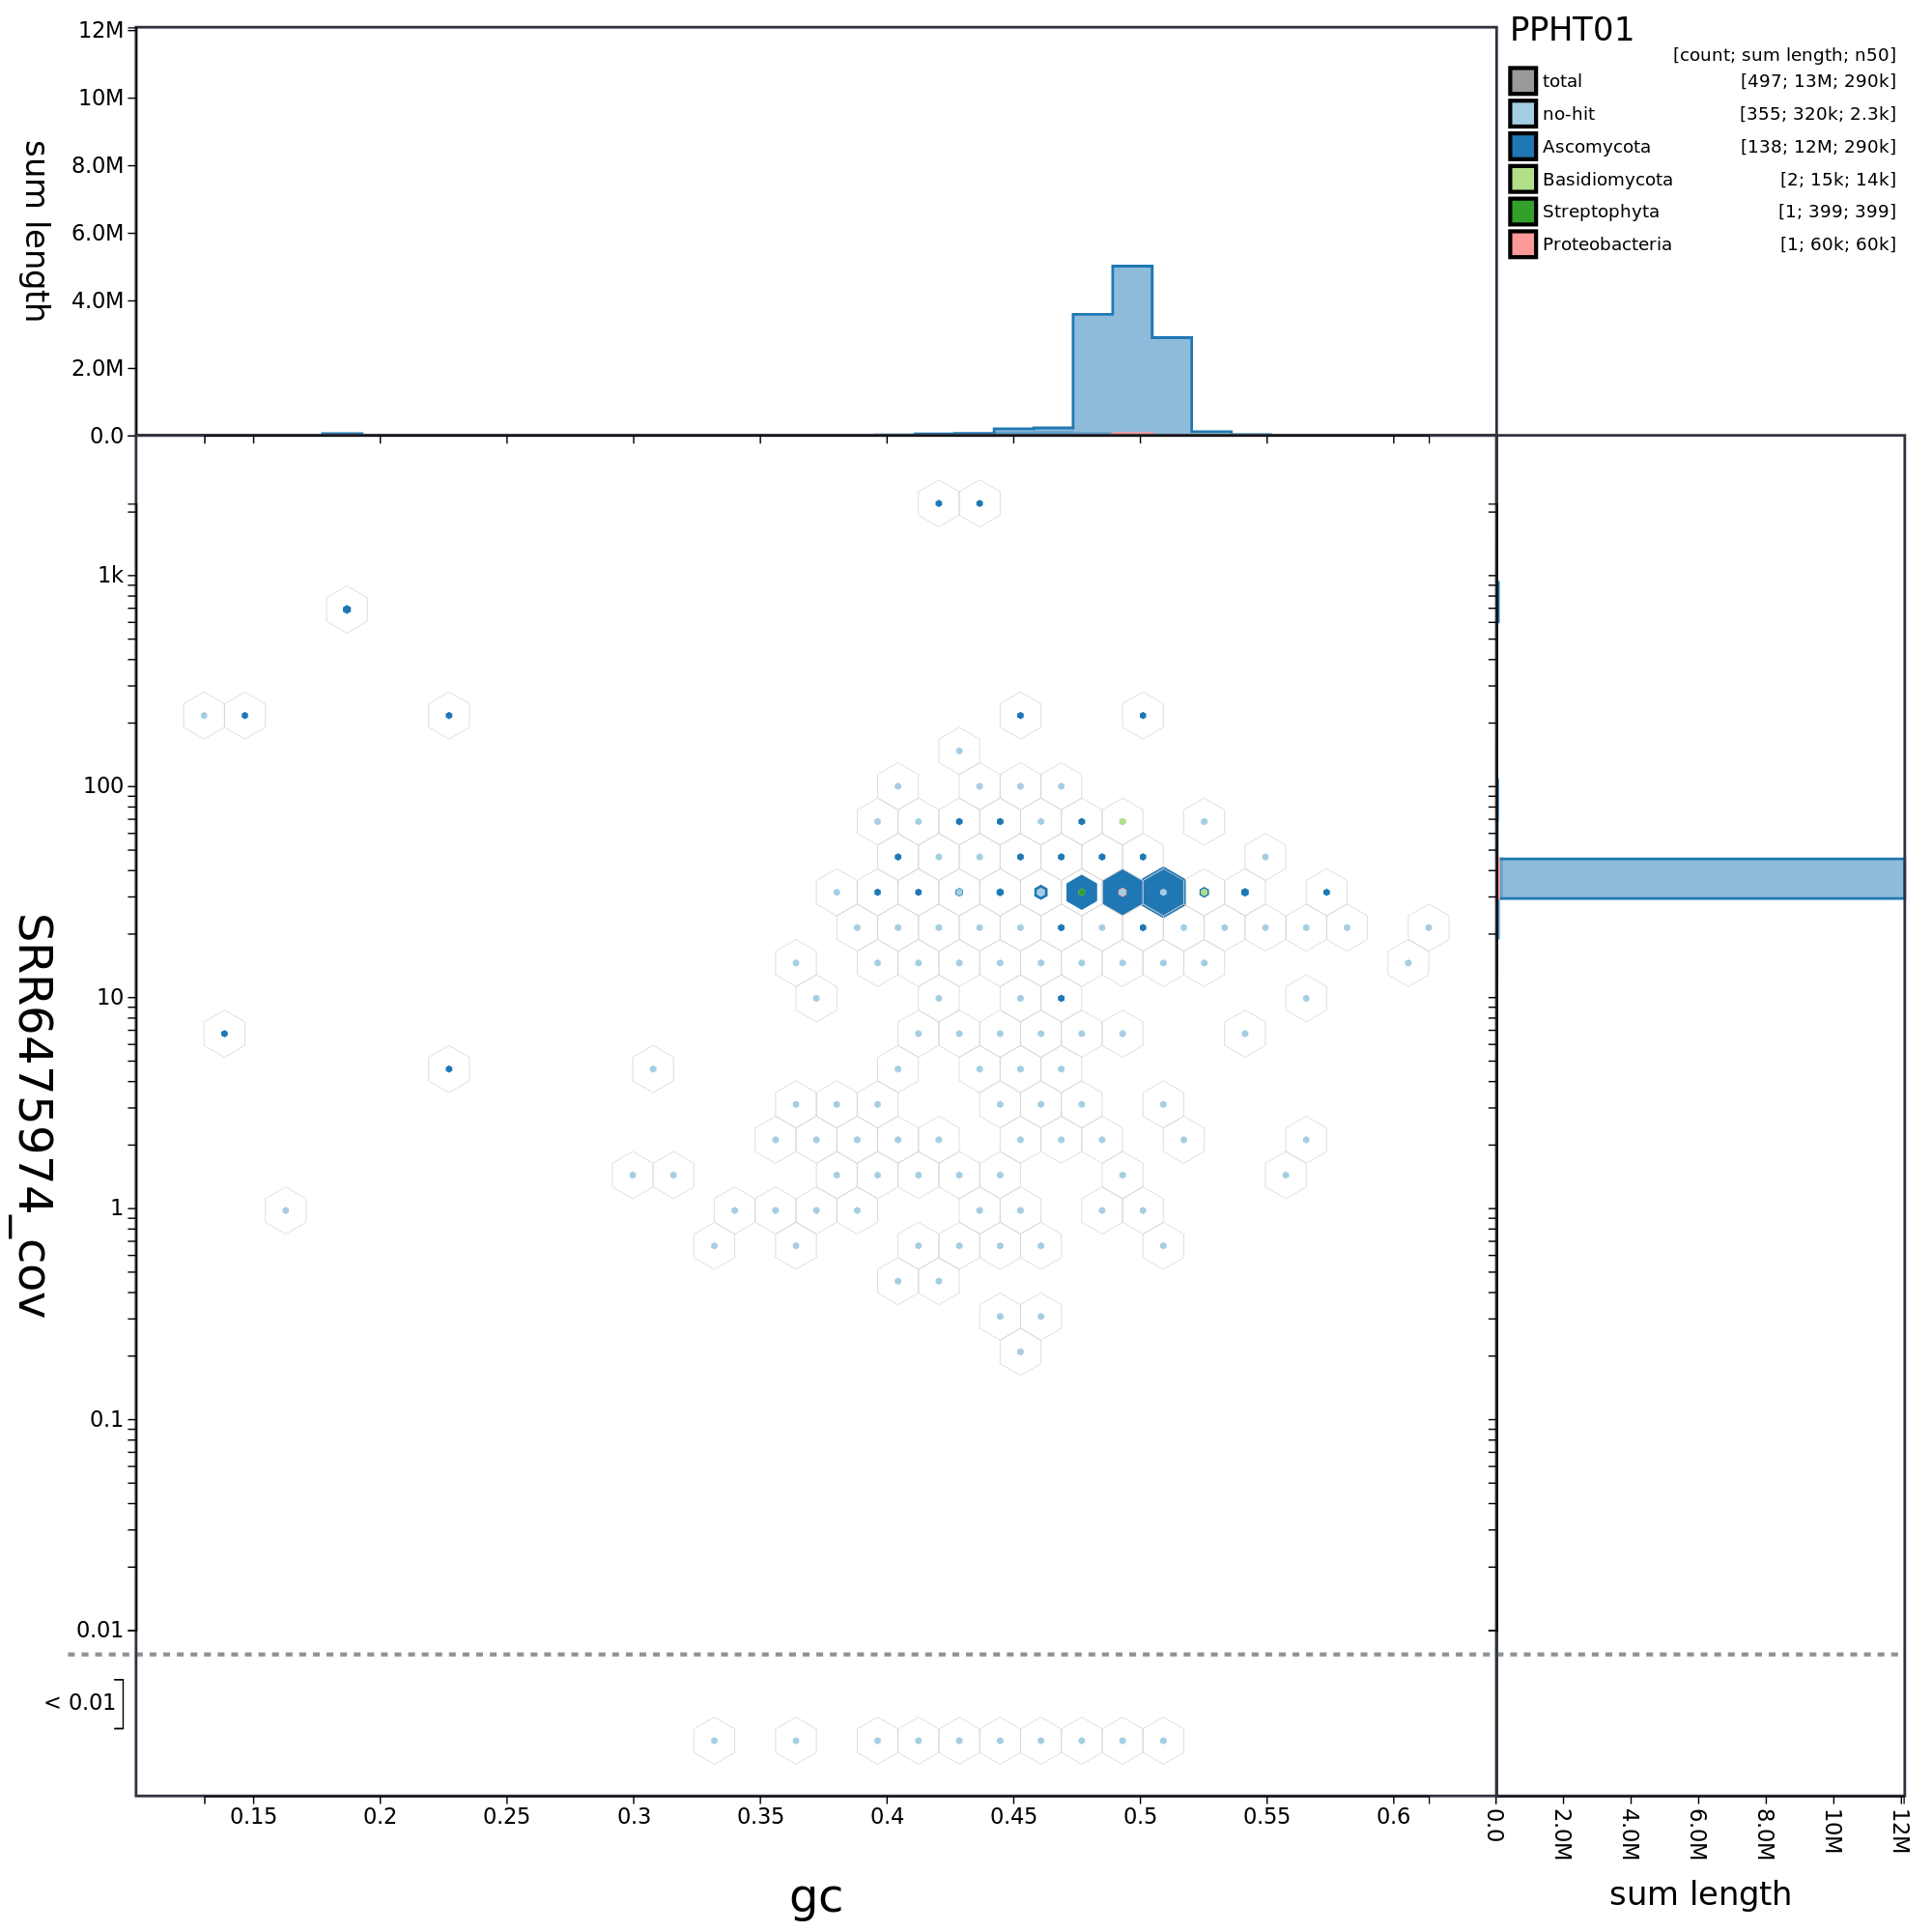 PPHT01
[count; sum length; n50]
total [497; 13M; 290k]
no-hit [355; 320k; 2.3k]
Ascomycota [138; 12M; 290k]
Basidiomycota [2; 15k; 14k]
Streptophyta [1; 399; 399]
Proteobacteria [1; 60k; 60k]
sum length
12M
10M
8.0M
6.0M
4.0M
2.0M
0.0
SRR6475974_cov
1k
100
10
1
0.1
0.01
< 0.01
0.15 0.2 0.25 0.3 0.35 0.4 0.45 0.5 0.55 0.6
gc
0.0 2.0M 4.0M 6.0M 8.0M 10M 12M
sum length